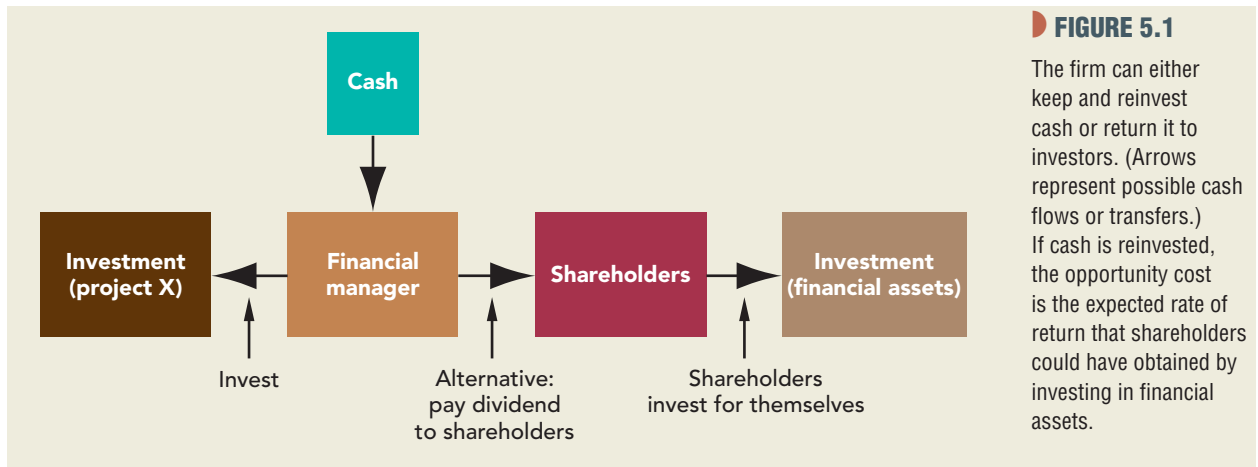 Cash
Investment
(project X)
Financial
manager
Shareholders
Investment
(financial assets)
Invest
Alternative:
pay dividend
to shareholders
Shareholders
invest for themselves
FIGURE 5.1
The firm can either
keep and reinvest
cash or return it to
investors. (Arrows
represent possible cash
flows or transfers.)
If cash is reinvested,
the opportunity cost
is the expected rate of
return that shareholders
could have obtained by
investing in financial
assets.